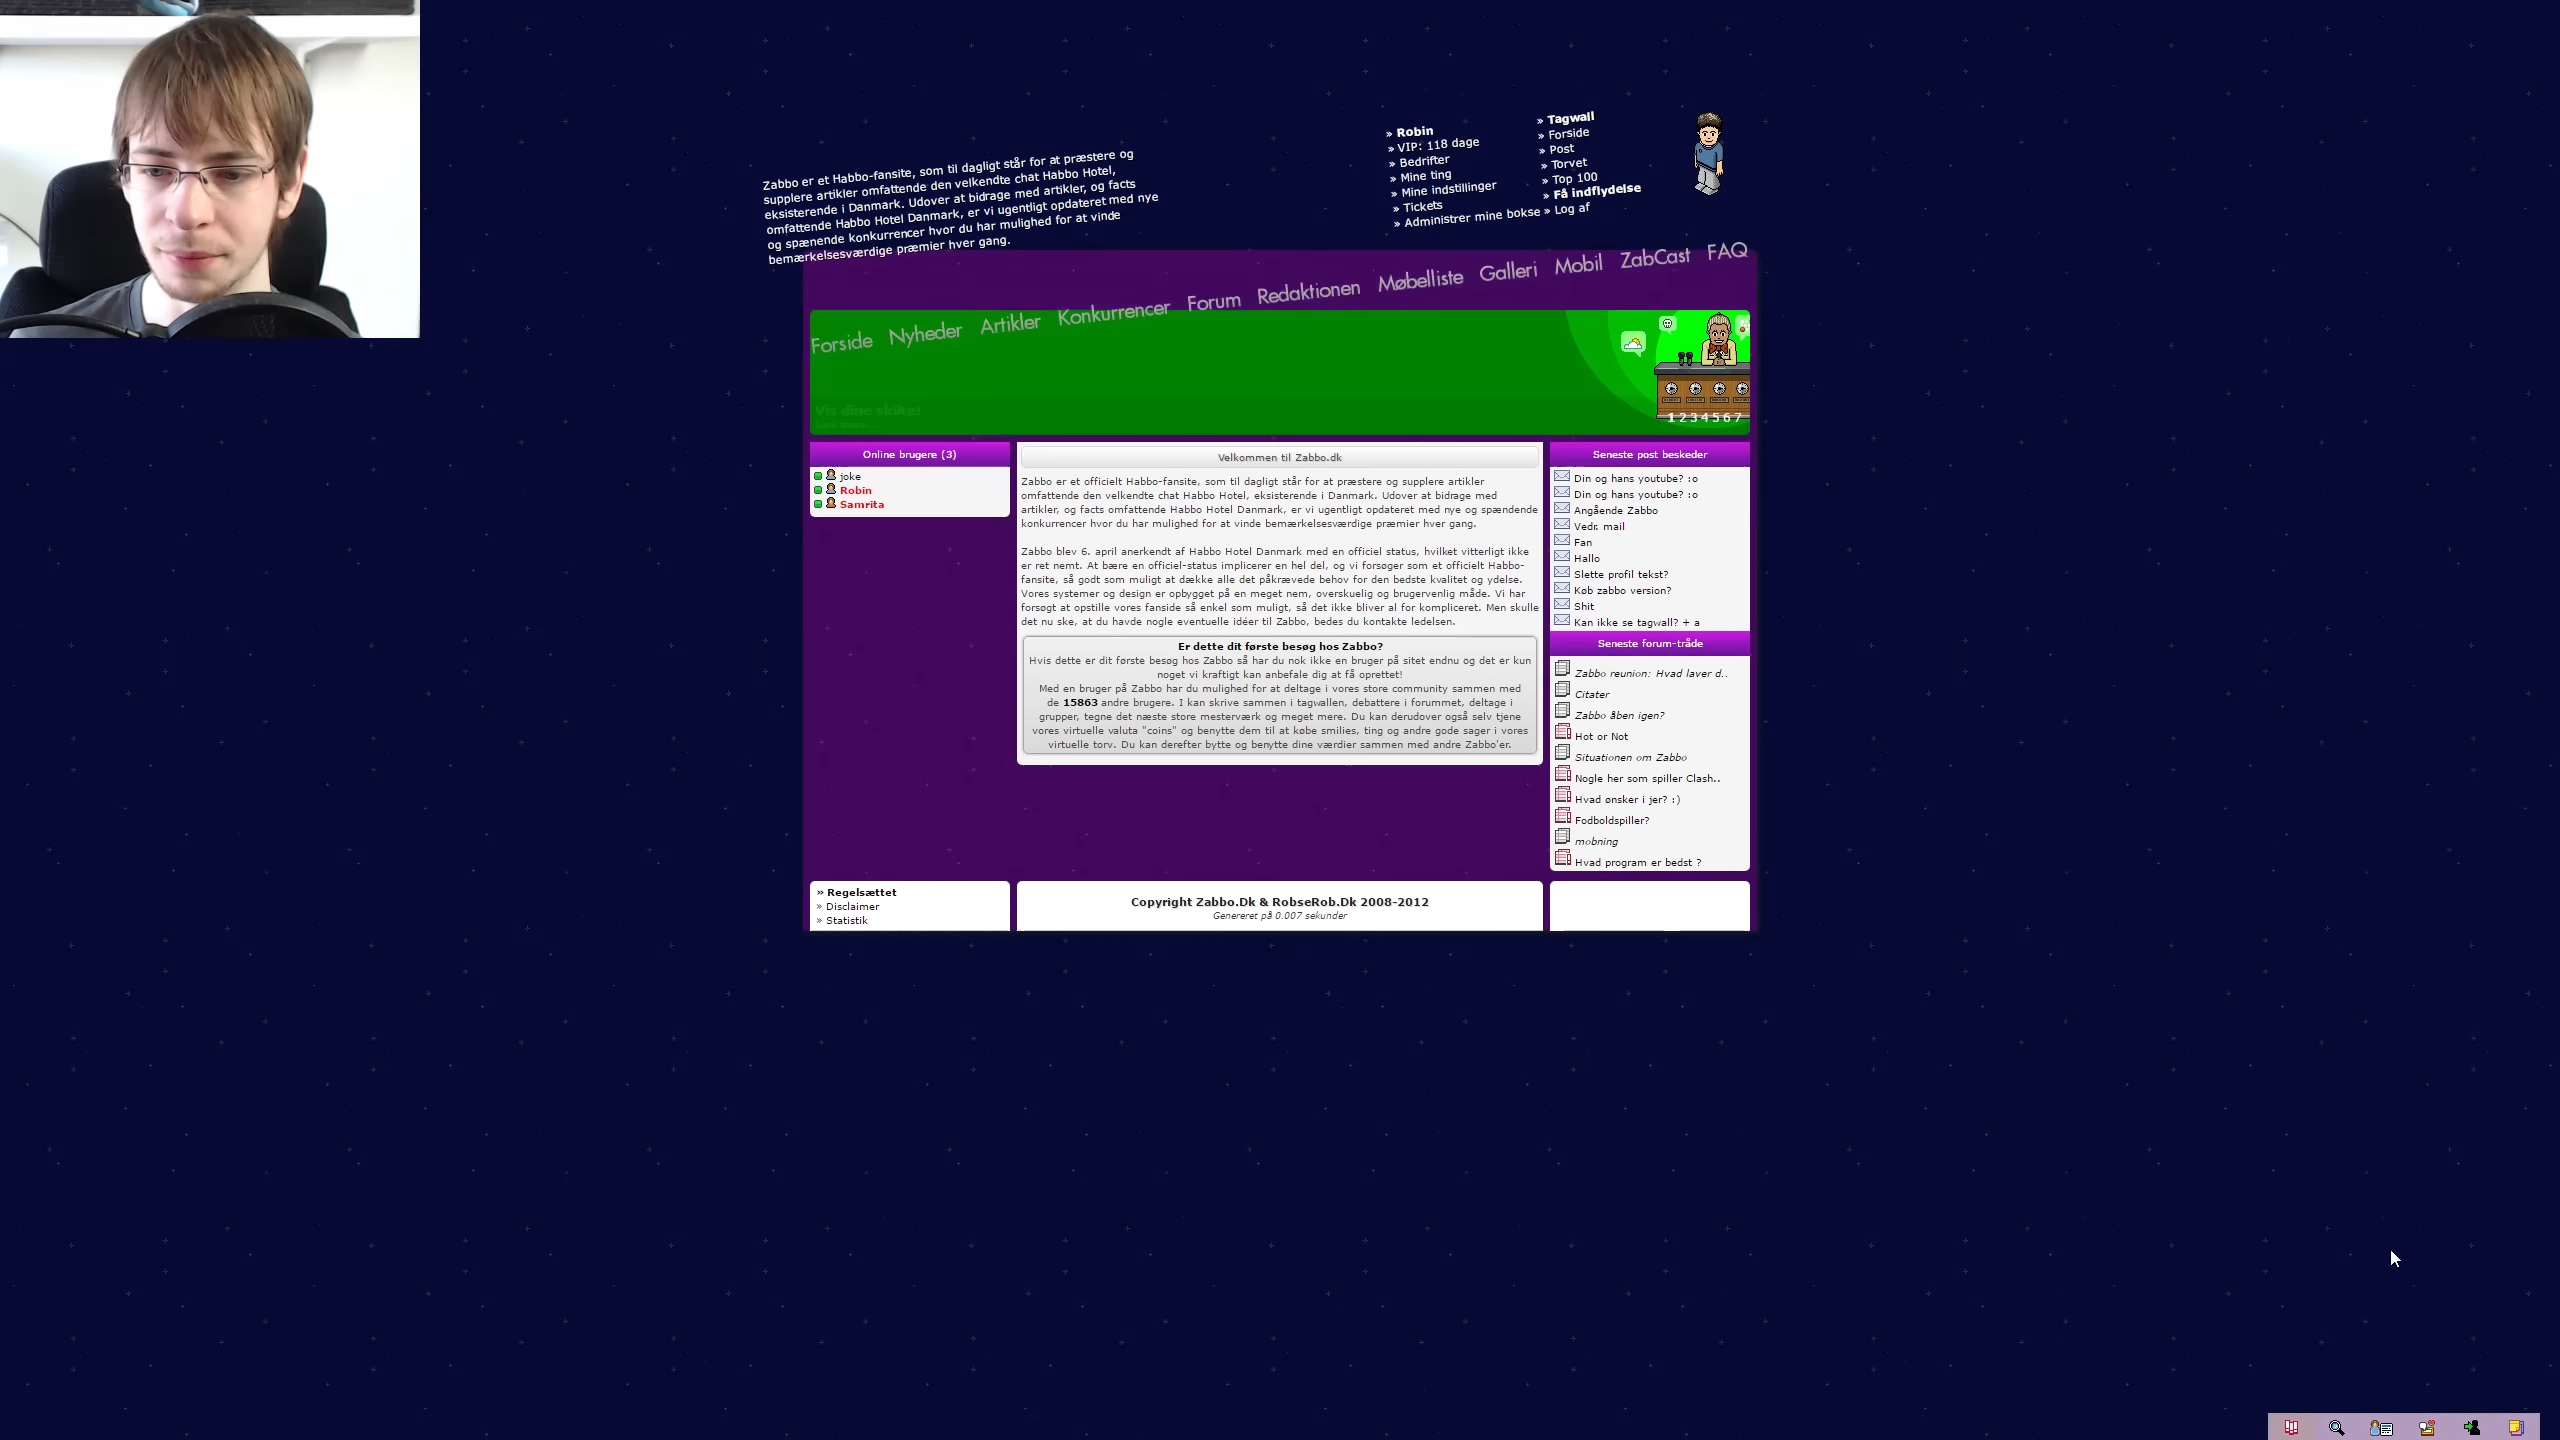 Zabbo er et Habbo-fansite, som til dagligt står for at præstere og
supplere artikler omfattende den velkendte chat Habbo Hotel,
eksisterende i Danmark. Udover at bidrage med artikler, og facts
omfattende Habbo Hotel Danmark, er vi ugentligt opdateret med nye
og spænende konkurrencer hvor du har mulighed for at vinde
bemærkelsesværdige præmier hver gang.
» Robin
» VIP: 118 dage
» Bedrifter
» Mine ting
» Mine indstillinger
» Tickets
» Administrer mine bokse
» Tagwall
» Forside
» Post
» Torvet
» Top 100
» Få indflydelse
» Log af
Forside Nyheder Artikler Konkurrencer Forum Redaktionen Møbelliste Galleri Mobil ZabCast FAQ
Vis dine skilke!
1 2 3 4 5 6 7
Online brugere (3)
joke
Robin
Samrita
Velkommen til Zabbo.dk
Zabbo er et officielt Habbo-fansite, som til dagligt står for at præstere og supplere artikler
omfattende den velkendte chat Habbo Hotel, eksisterende i Danmark. Udover at bidrage med
artikler, og facts omfattende Habbo Hotel Danmark, er vi ugentligt opdateret med nye og spændende
konkurrencer hvor du har mulighed for at vinde bemærkelsesværdige præmier hver gang.
Zabbo blev 6. april anerkendt af Habbo Hotel Danmark med en officiel status, hvilket vitterligt ikke
er ret nemt. At bære en officiel-status implicerer en hel del, og vi forsøger som et officielt Habbo-
fansite, så godt som muligt at dække alle det påkrævede behov for den bedste kvalitet og ydelse.
Vores systemer og design er opbygget på en meget nem, overskuelig og brugervenlig måde. Vi har
forsøgt at opstille vores fanside så enkel som muligt, så det ikke bliver al for kompliceret. Men skulle
det nu ske, at du havde nogle eventuelle idéer til Zabbo, bedes du kontakte ledelsen.
Er dette dit første besøg hos Zabbo?
Hvis dette er dit første besøg hos Zabbo så har du nok ikke en bruger på sitet endnu og det er kun
noget vi kraftigt kan anbefale dig at få oprettet!
Med en bruger på Zabbo har du mulighed for at deltage i vores store community sammen med
de 15863 andre brugere. I kan skrive sammen i tagwallen, debattere i forummet, deltage i
grupper, tegne det næste store mesterværk og meget mere. Du kan derudover også selv tjene
vores virtuelle valuta "coins" og benytte dem til at købe smilies, ting og andre gode sager i vores
virtuelle torv. Du kan derefter bytte og benytte dine værdier sammen med andre Zabbo'er.
Seneste post beskeder
Din og hans youtube? :o
Din og hans youtube? :o
Angående Zabbo
Vedr. mail
Fan
Hallo
Slette profil tekst?
Køb zabbo version?
Shit
Kan ikke se tagwall? + a
Seneste forum-tråde
Zabbo reunion: Hvad laver d..
Citater
Zabbo åben igen?
Hot or Not
Situationen om Zabbo
Nogle her som spiller Clash..
Hvad ønsker i jer? :)
Fodboldspiller?
mobning
Hvad program er bedst ?
» Regelsættet
» Disclaimer
» Statistik
Copyright Zabbo.Dk & RobseRob.Dk 2008-2012
Genereret på 0.007 sekunder